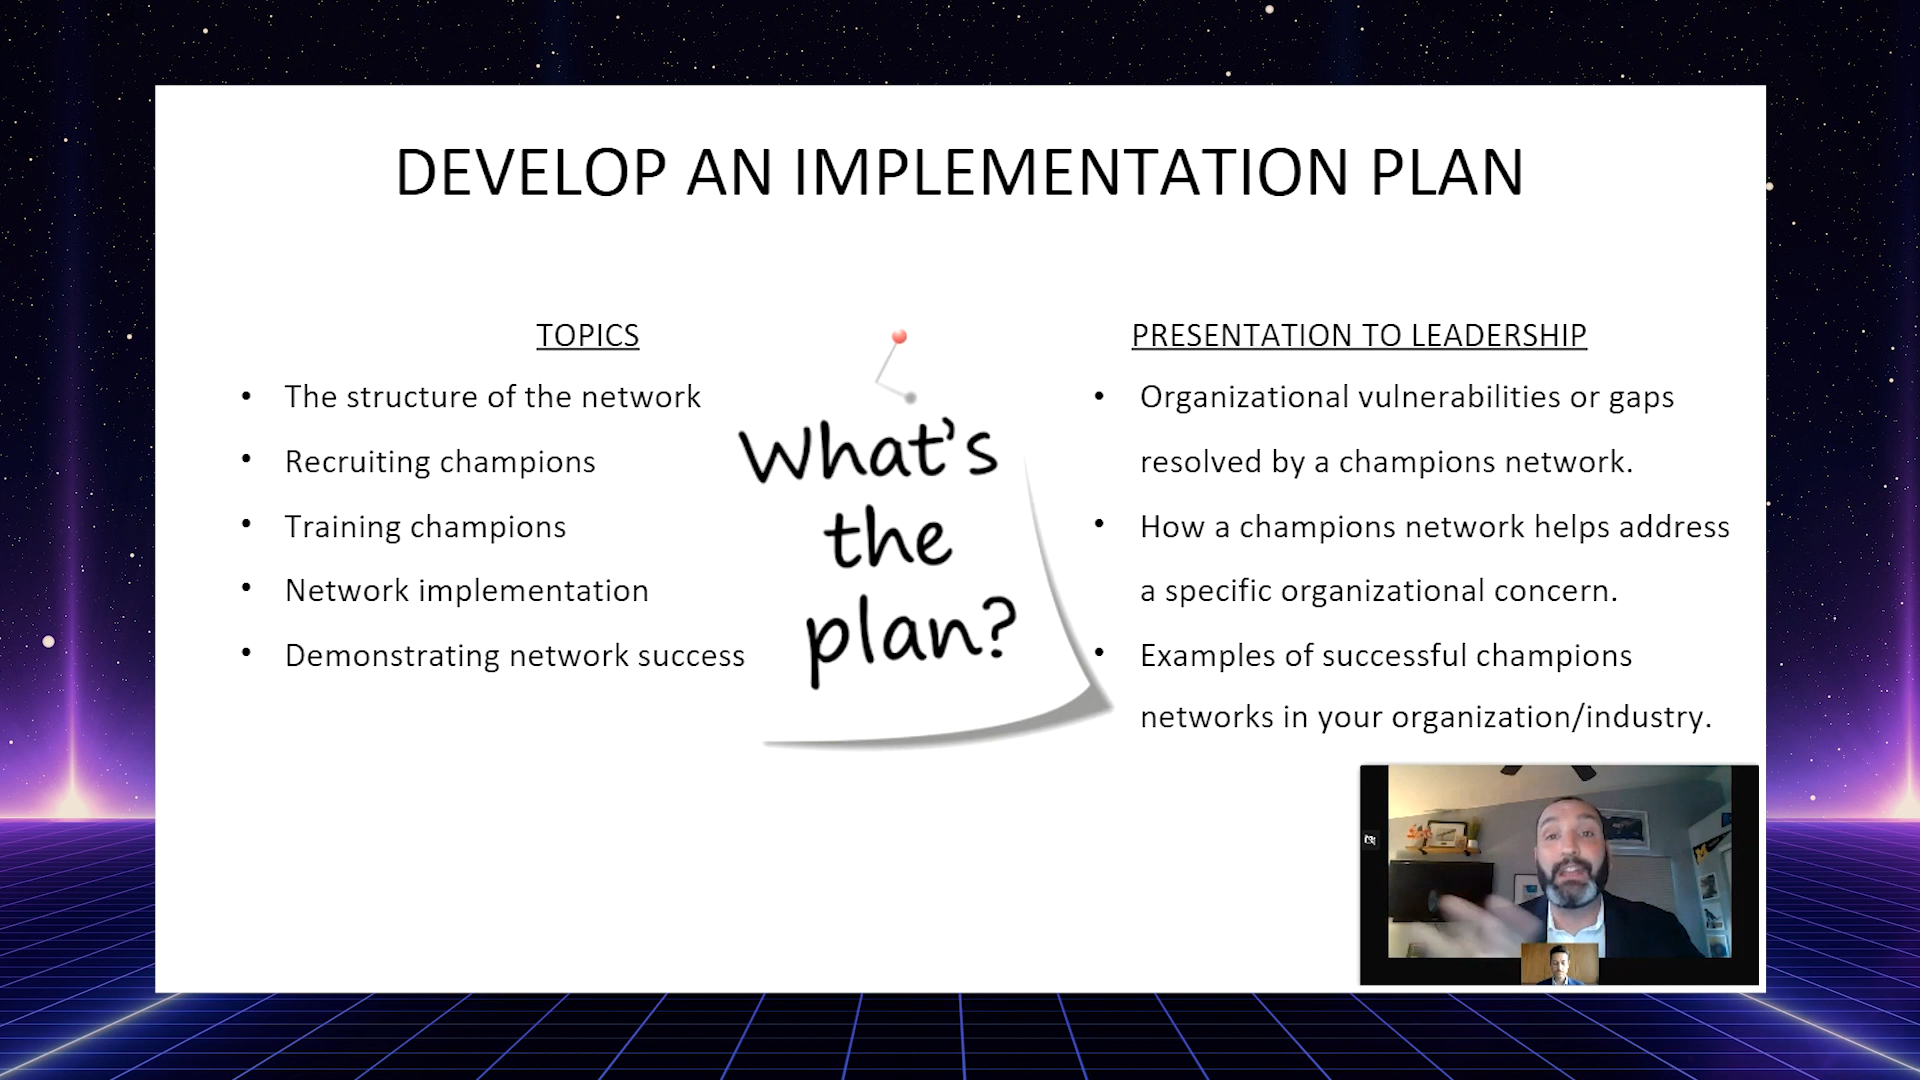 DEVELOP AN IMPLEMENTATION PLAN
TOPICS
• The structure of the network
• Recruiting champions
• Training champions
• Network implementation
• Demonstrating network success
What's
the
plan?
PRESENTATION TO LEADERSHIP
• Organizational vulnerabilities or gaps
resolved by a champions network.
• How a champions network helps address
a specific organizational concern.
• Examples of successful champions
networks in your organization/industry.